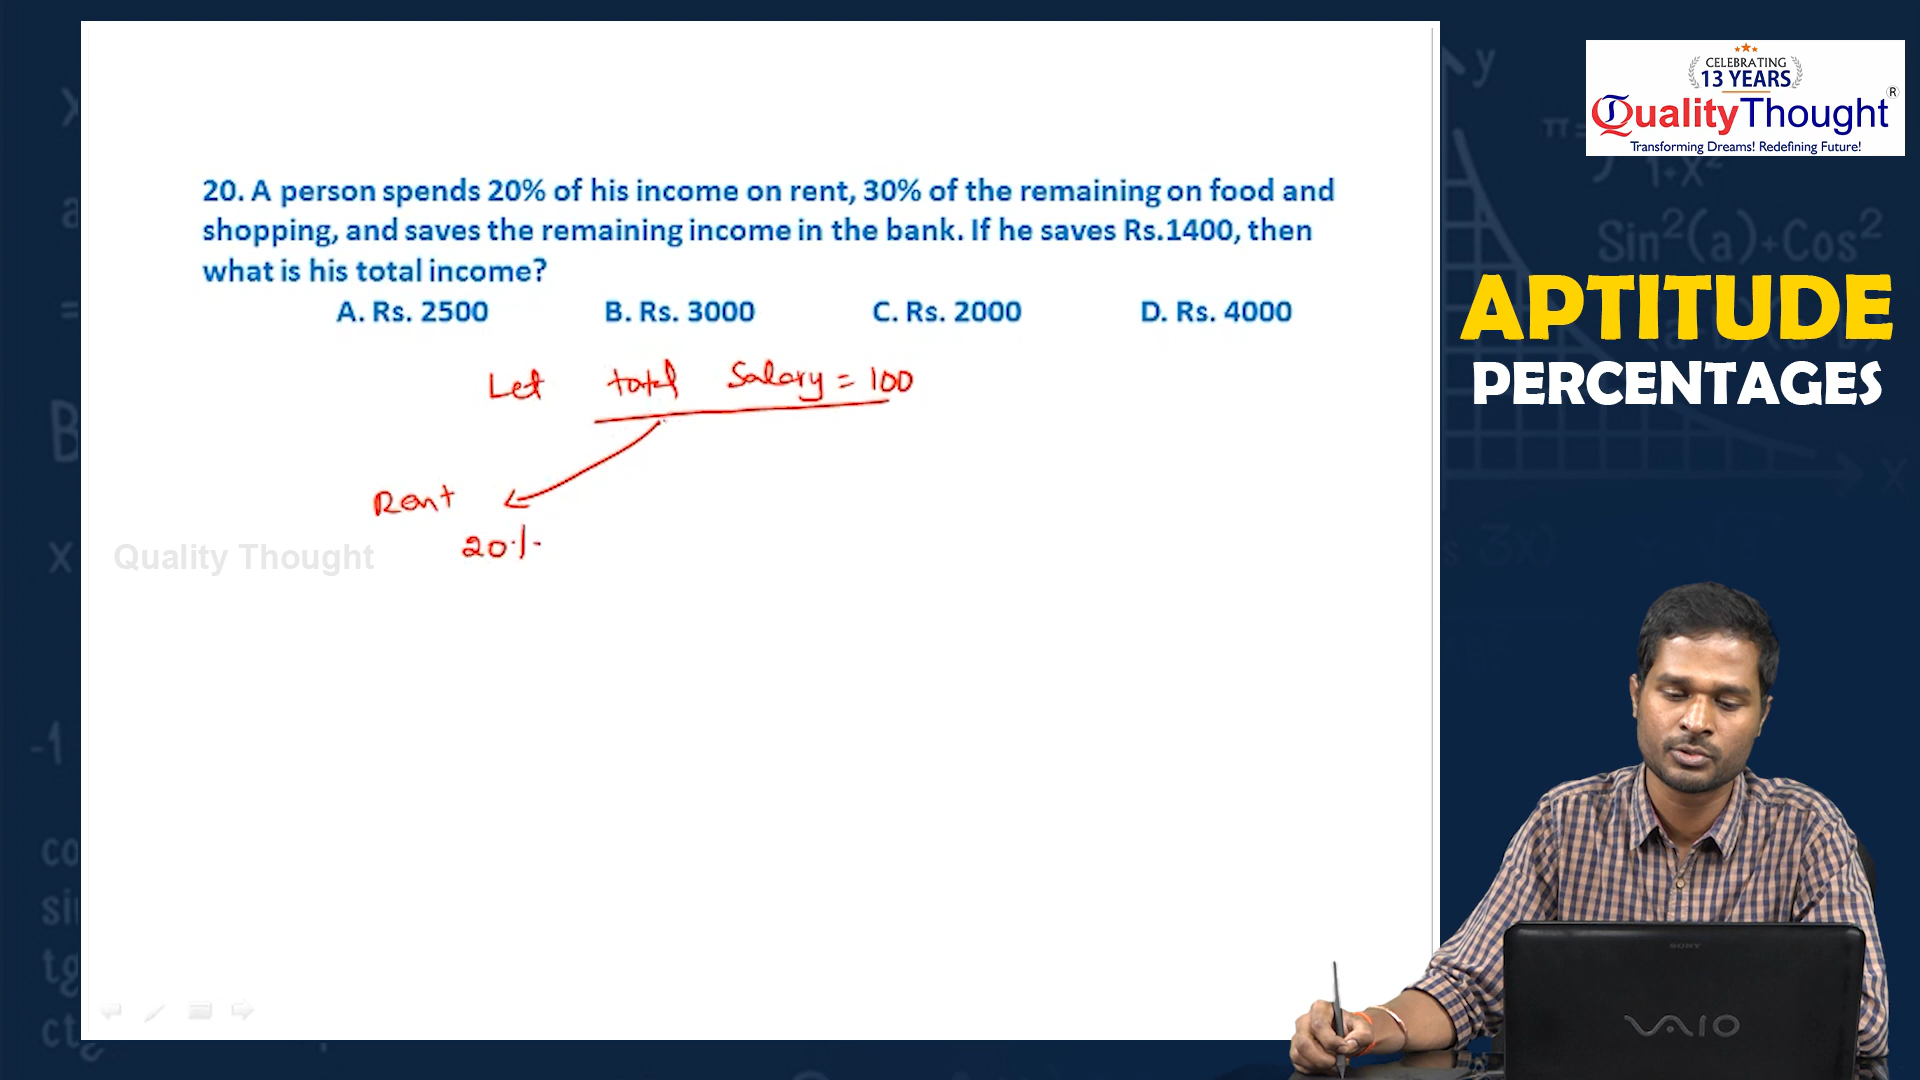 CELEBRATING
13 YEARS
QualityThought®
Transforming Dreams! Redefining Future!
20. A person spends 20% of his income on rent, 30% of the remaining on food and
shopping, and saves the remaining income in the bank. If he saves Rs.1400, then
what is his total income?
A. Rs. 2500 B. Rs. 3000 C. Rs. 2000 D. Rs. 4000
APTITUDE
PERCENTAGES
Let total Salary = 100
Rent
20%
Quality Thought
Sin²(a)+Cos²
SONY
VAIO